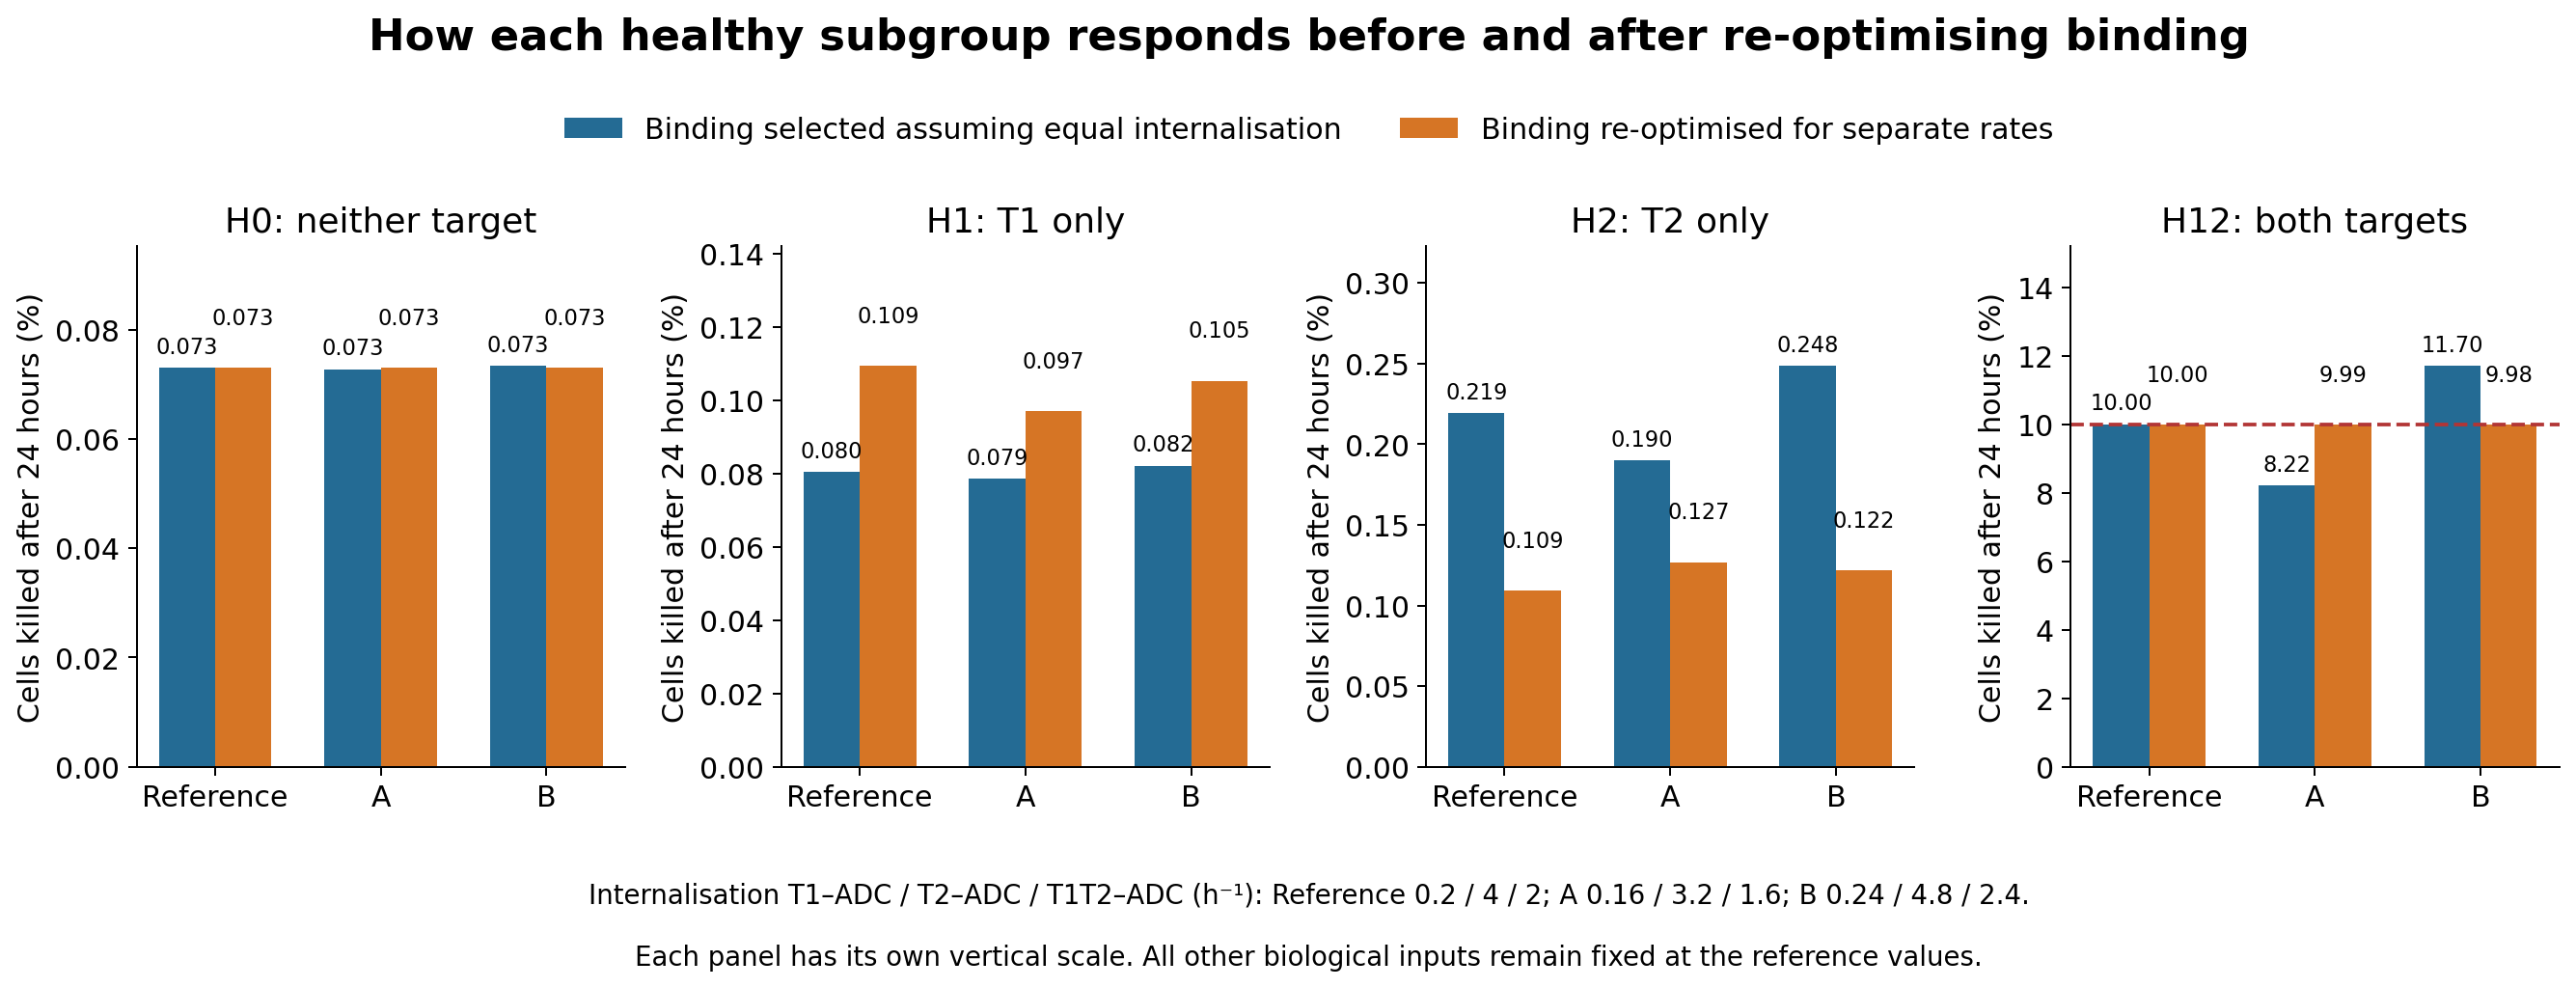 How each healthy subgroup responds before and after re-optimising binding
Binding selected assuming equal internalisation
Binding re-optimised for separate rates
H0: neither target
Cells killed after 24 hours (%)
0.08
0.06
0.04
0.02
0.00
0.073
0.073
0.073
0.073
0.073
0.073
Reference
A
B
H1: T1 only
Cells killed after 24 hours (%)
0.14
0.12
0.10
0.08
0.06
0.04
0.02
0.00
0.080
0.109
0.079
0.097
0.082
0.105
Reference
A
B
H2: T2 only
Cells killed after 24 hours (%)
0.30
0.25
0.20
0.15
0.10
0.05
0.00
0.219
0.109
0.190
0.127
0.248
0.122
Reference
A
B
H12: both targets
Cells killed after 24 hours (%)
14
12
10
8
6
4
2
0
10.00
10.00
8.22
9.99
11.70
9.98
Reference
A
B
Internalisation T1–ADC / T2–ADC / T1T2–ADC (h⁻¹): Reference 0.2 / 4 / 2; A 0.16 / 3.2 / 1.6; B 0.24 / 4.8 / 2.4.
Each panel has its own vertical scale. All other biological inputs remain fixed at the reference values.